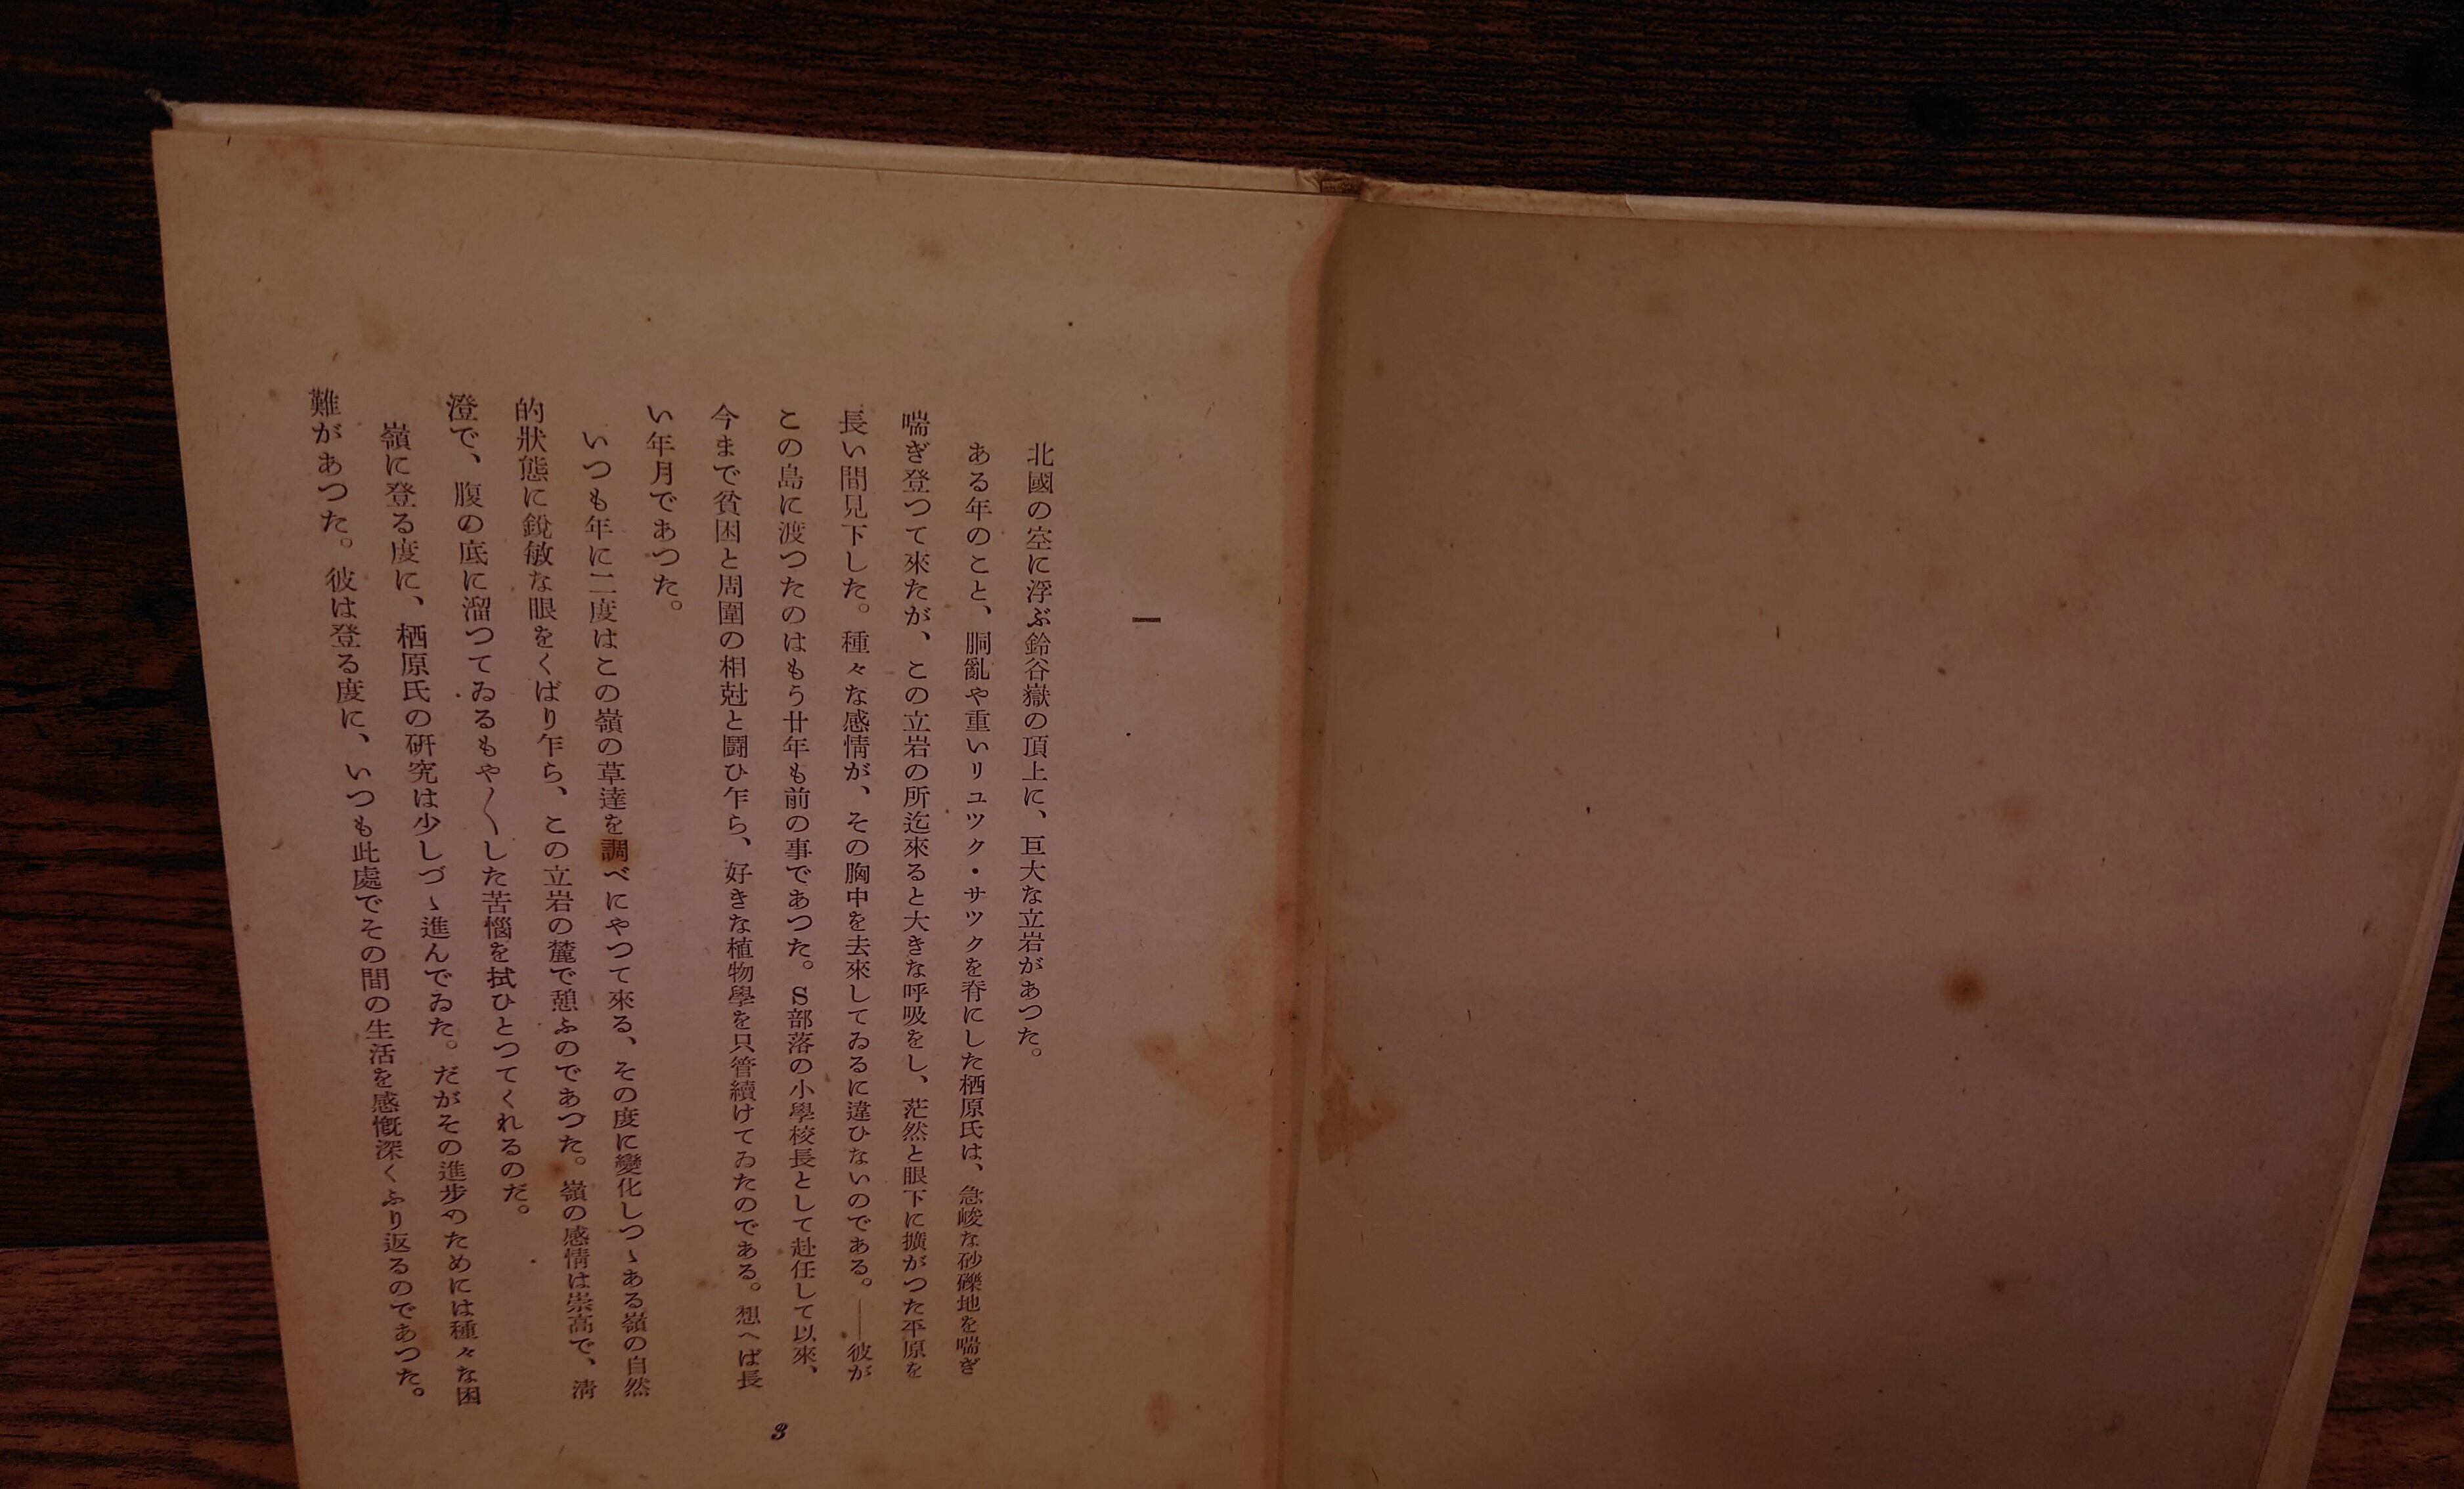 一
北國の空に浮ぶ鈴谷嶽の頂上に、巨大な立岩があつた。
ある年のこと、胴亂や重いリユツク・サツクを脊にした栖原氏は、急峻な砂礫地を喘ぎ
喘ぎ登つて來たが、この立岩の所迄來ると大きな呼吸をし、茫然と眼下に擴がつた平原を
長い間見下した。種々な感情が、その胸中を去來してゐるに違ひないのである。――彼が
この島に渡つたのはもう廿年も前の事であつた。S部落の小學校長として赴任して以來、
今まで貧困と周圍の相尅と鬪ひ乍ら、好きな植物學を只管續けてゐたのである。想へば長
い年月であつた。
いつも年に二度はこの嶺の草達を調べにやつて來る、その度に變化しつゝある嶺の自然
的狀態に鋭敏な眼をくばり乍ら、この立岩の麓で憩ふのであつた。嶺の感情は崇高で、淸
澄で、腹の底に溜つてゐるもや〱した苦惱を拭ひとつてくれるのだ。
嶺に登る度に、栖原氏の硏究は少しづゝ進んでゐた。だがその進步のためには種々な困
難があつた。彼は登る度に、いつも此處でその間の生活を感慨深くふり返るのであつた。
3